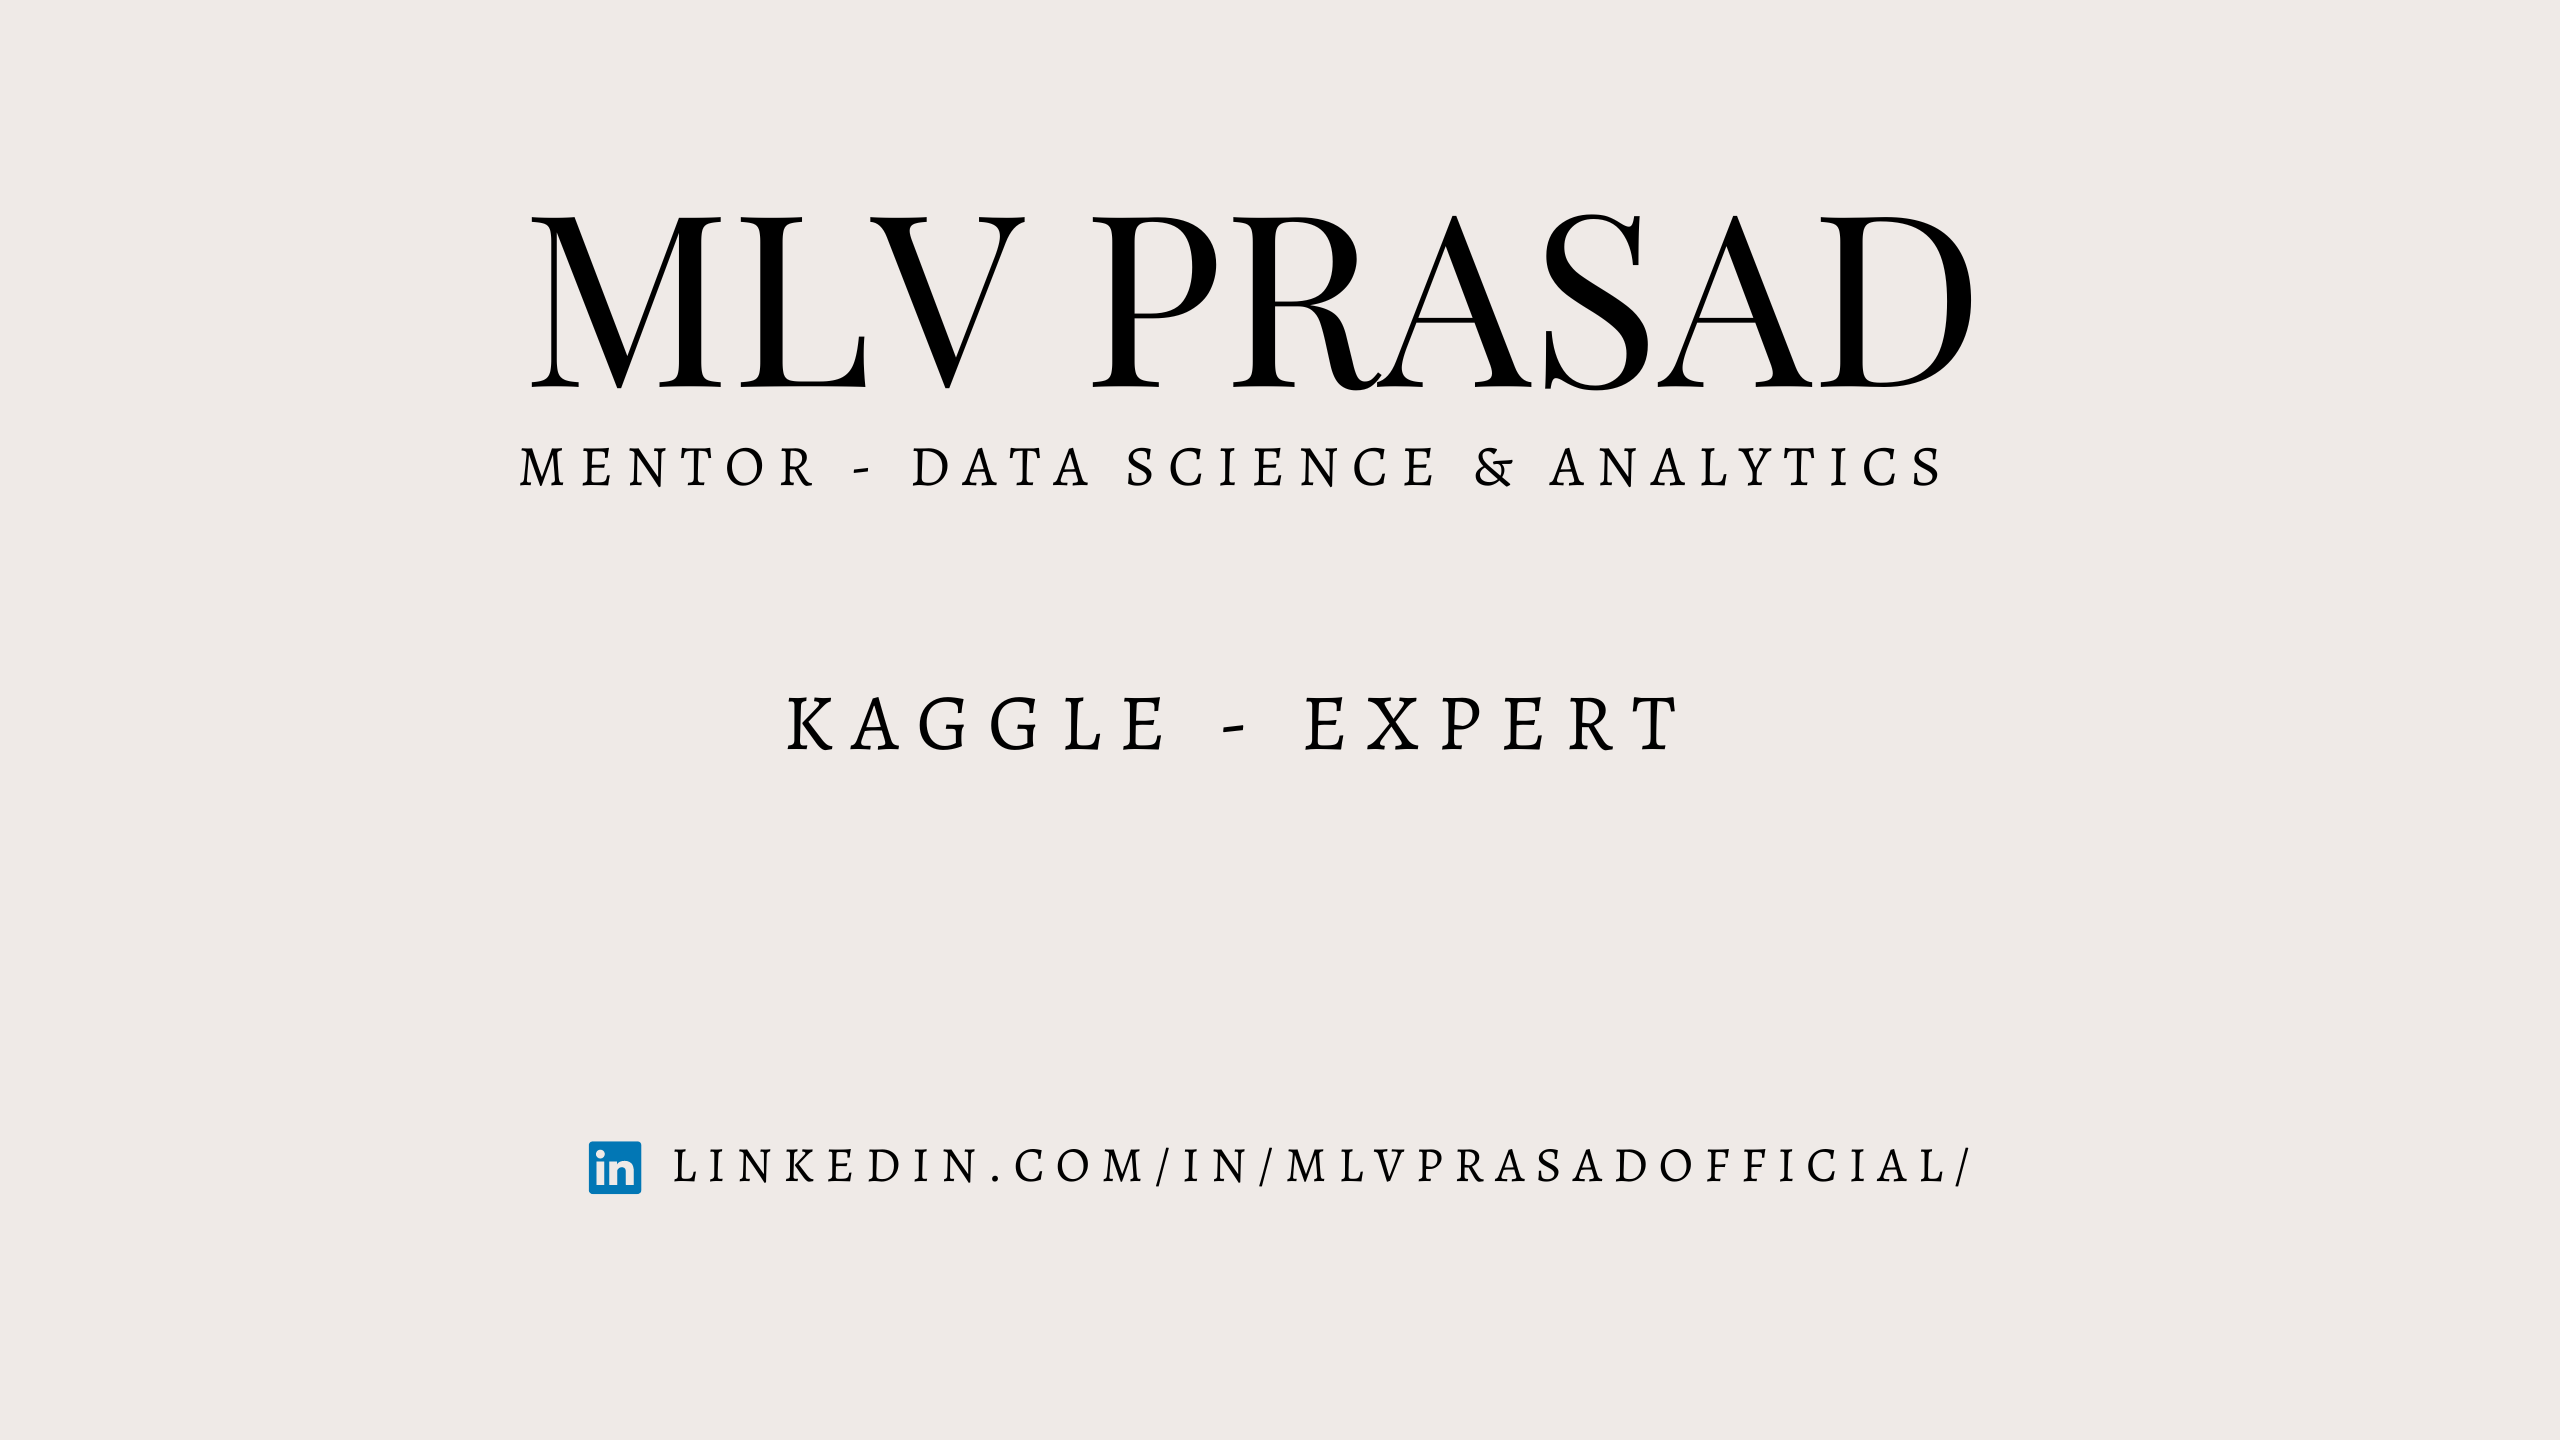 MLV PRASAD
MENTOR - DATA SCIENCE & ANALYTICS
KAGGLE - EXPERT
in LINKEDIN.COM/IN/MLVPRASADOFFICIAL/